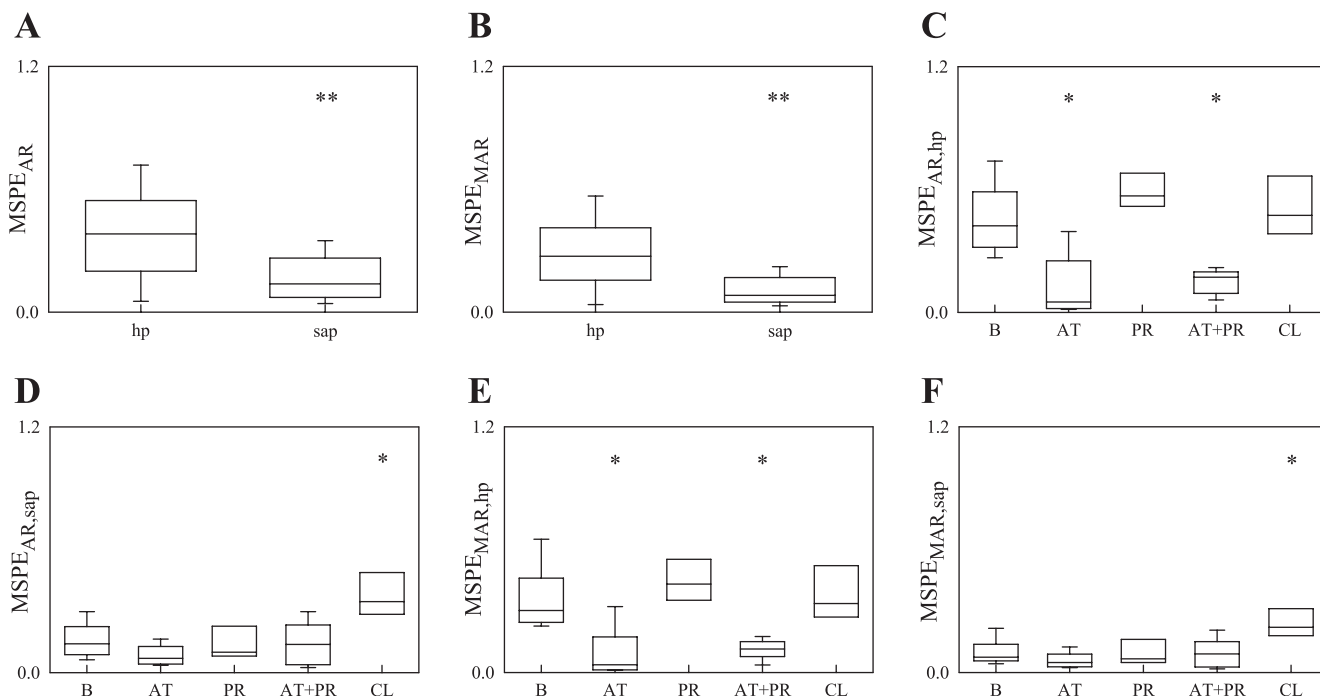 A
1.2
**
MSPE_AR
0.0
hp sap
B
1.2
**
MSPE_MAR
0.0
hp sap
C
1.2
* *
MSPE_AR,hp
0.0
B AT PR AT+PR CL
D
1.2
*
MSPE_AR,sap
0.0
B AT PR AT+PR CL
E
1.2
* *
MSPE_MAR,hp
0.0
B AT PR AT+PR CL
F
1.2
*
MSPE_MAR,sap
0.0
B AT PR AT+PR CL